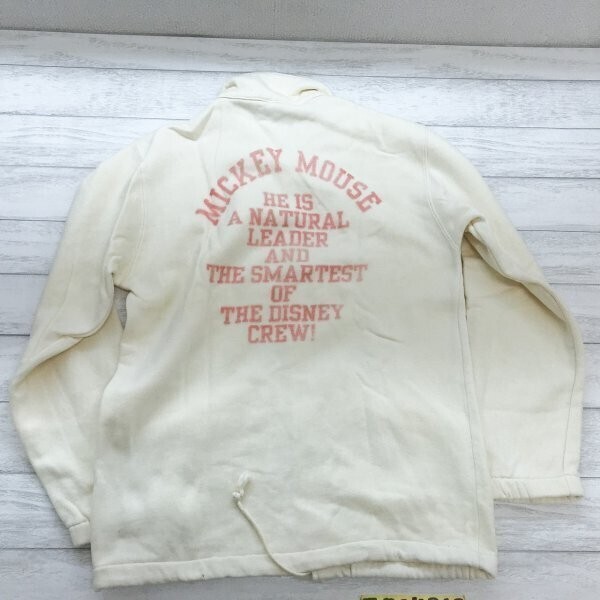 MICKEY MOUSE
HE IS
A NATURAL
LEADER
AND
THE SMARTEST
OF
THE DISNEY
CREW!